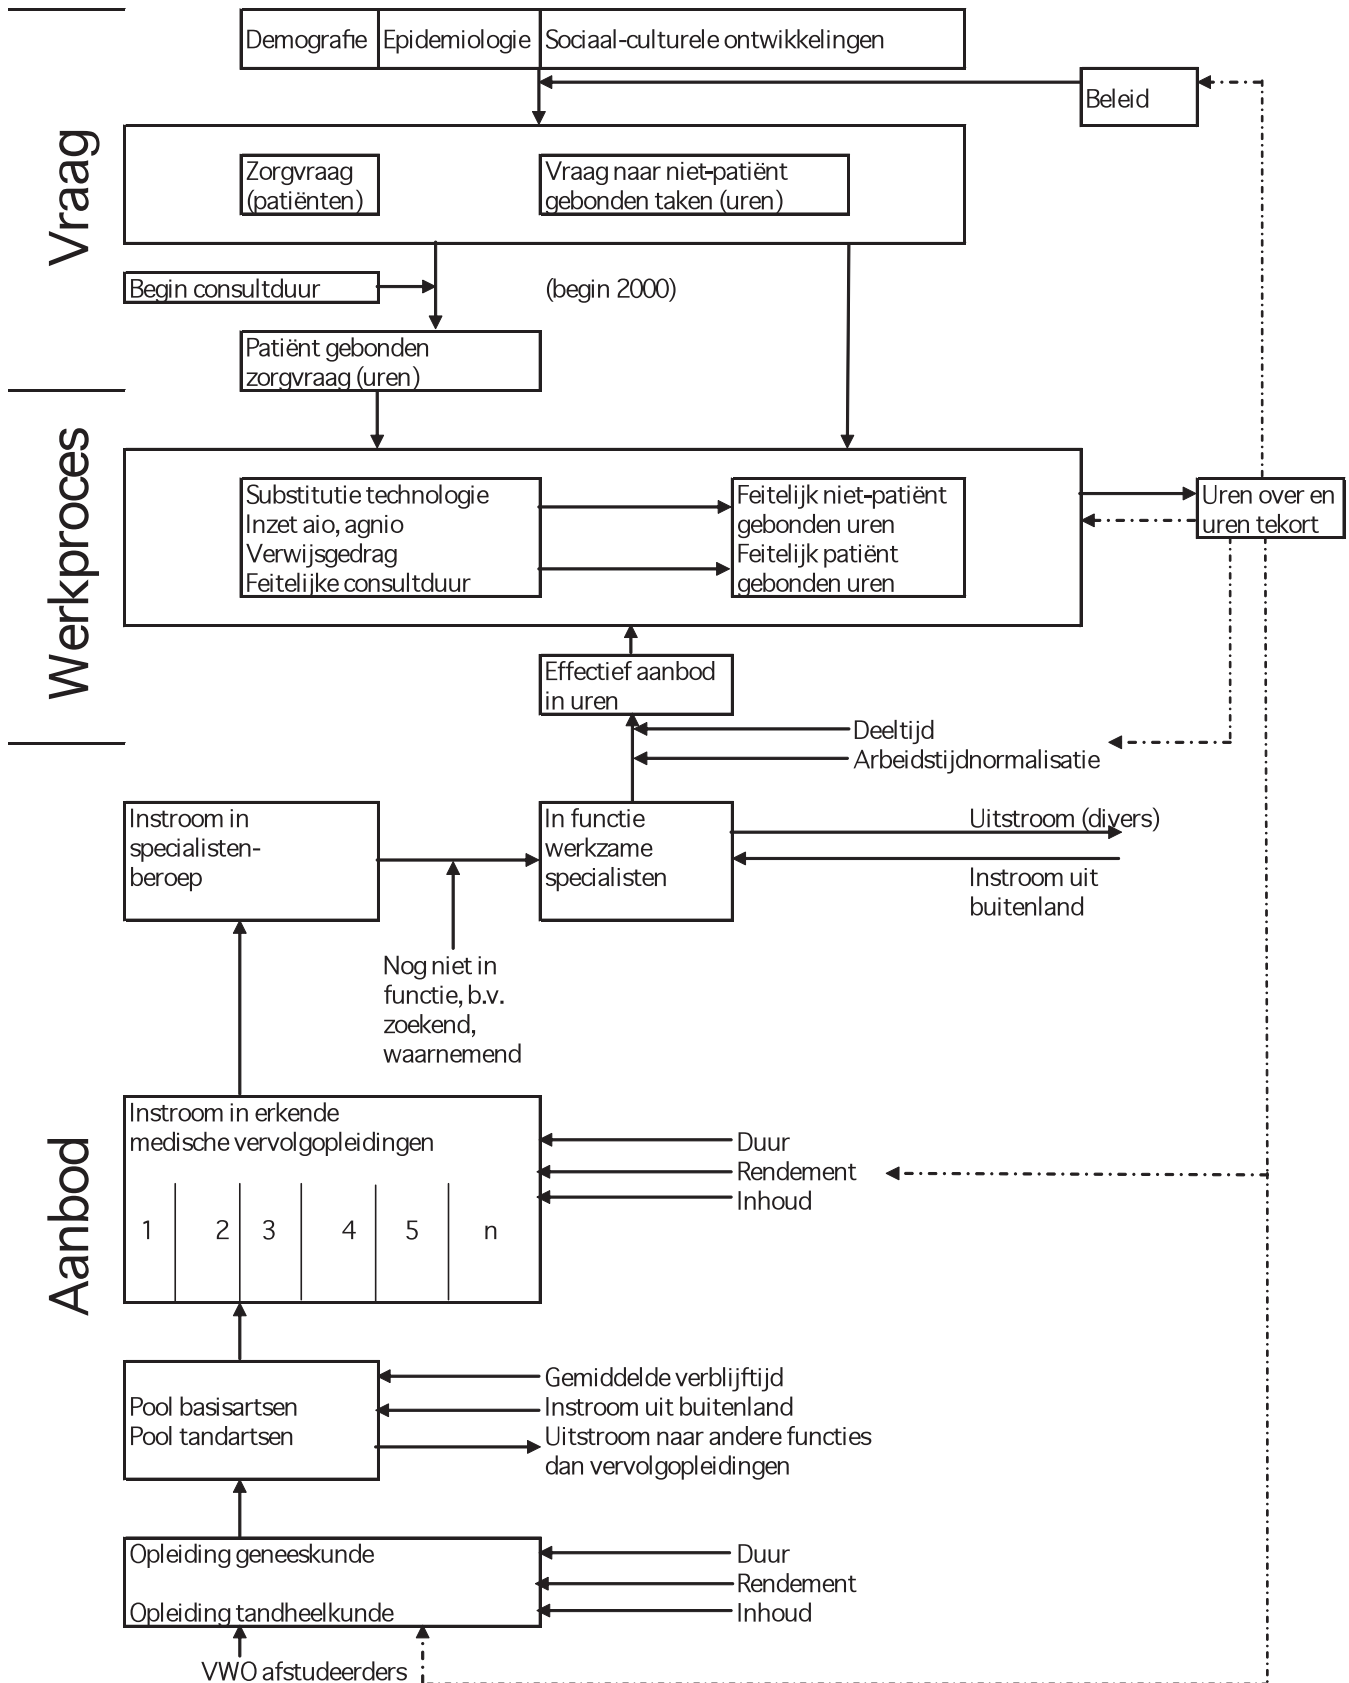 Demografie
Epidemiologie
Sociaal-culturele ontwikkelingen
Beleid
Vraag
Zorgvraag
(patiënten)
Vraag naar niet-patiënt
gebonden taken (uren)
Begin consultduur
(begin 2000)
Patiënt gebonden
zorgvraag (uren)
Werkproces
Substitutie technologie
Inzet aio, agnio
Verwijsgedrag
Feitelijke consultduur
Feitelijk niet-patiënt
gebonden uren
Feitelijk patiënt
gebonden uren
Uren over en
uren tekort
Effectief aanbod
in uren
Deeltijd
Arbeidstijdnormalisatie
Aanbod
Instroom in
specialisten-
beroep
In functie
werkzame
specialisten
Uitstroom (divers)
Instroom uit
buitenland
Nog niet in
functie, b.v.
zoekend,
waarnemend
Instroom in erkende
medische vervolgopleidingen
1 2 3 4 5 n
Duur
Rendement
Inhoud
Pool basisartsen
Pool tandartsen
Gemiddelde verblijftijd
Instroom uit buitenland
Uitstroom naar andere functies
dan vervolgopleidingen
Opleiding geneeskunde
Opleiding tandheelkunde
Duur
Rendement
Inhoud
VWO afstudeerders